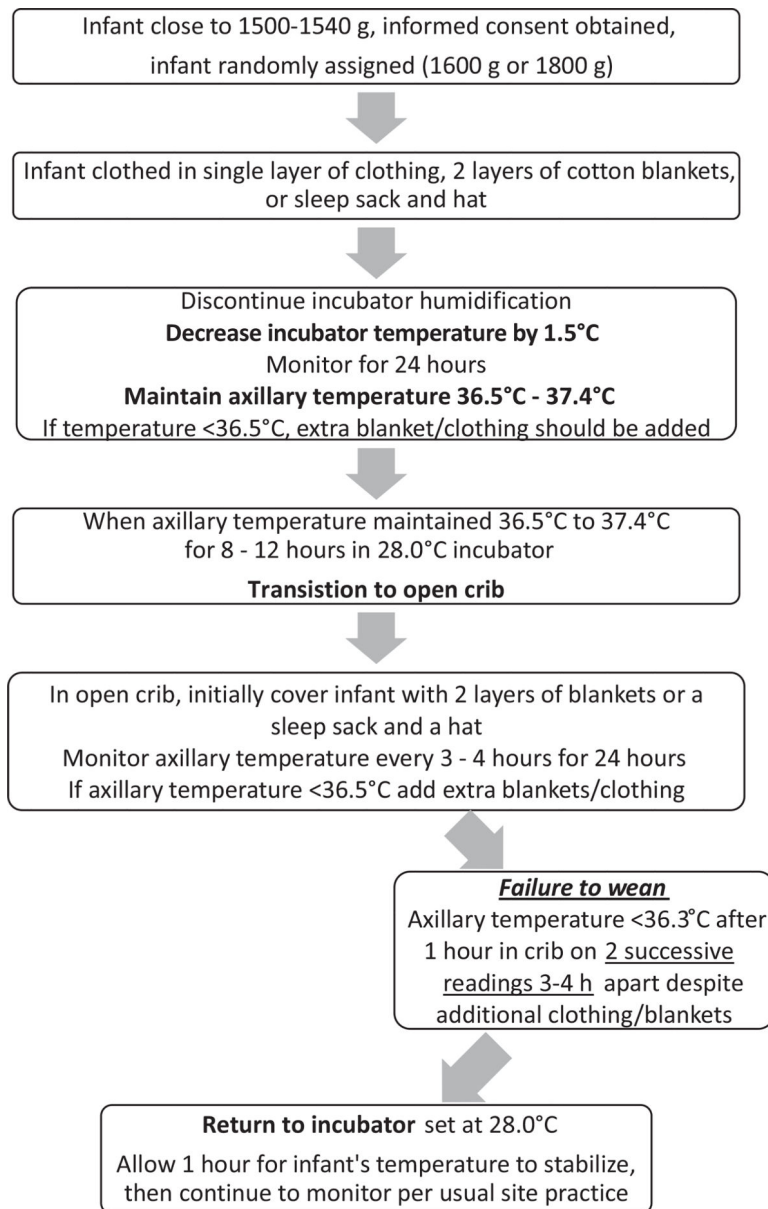 Infant close to 1500-1540 g, informed consent obtained,
infant randomly assigned (1600 g or 1800 g)
Infant clothed in single layer of clothing, 2 layers of cotton blankets,
or sleep sack and hat
Discontinue incubator humidification
Decrease incubator temperature by 1.5°C
Monitor for 24 hours
Maintain axillary temperature 36.5°C - 37.4°C
If temperature <36.5°C, extra blanket/clothing should be added
When axillary temperature maintained 36.5°C to 37.4°C
for 8 - 12 hours in 28.0°C incubator
Transistion to open crib
In open crib, initially cover infant with 2 layers of blankets or a
sleep sack and a hat
Monitor axillary temperature every 3 - 4 hours for 24 hours
If axillary temperature <36.5°C add extra blankets/clothing
Failure to wean
Axillary temperature <36.3°C after
1 hour in crib on 2 successive
readings 3-4 h apart despite
additional clothing/blankets
Return to incubator set at 28.0°C
Allow 1 hour for infant's temperature to stabilize,
then continue to monitor per usual site practice